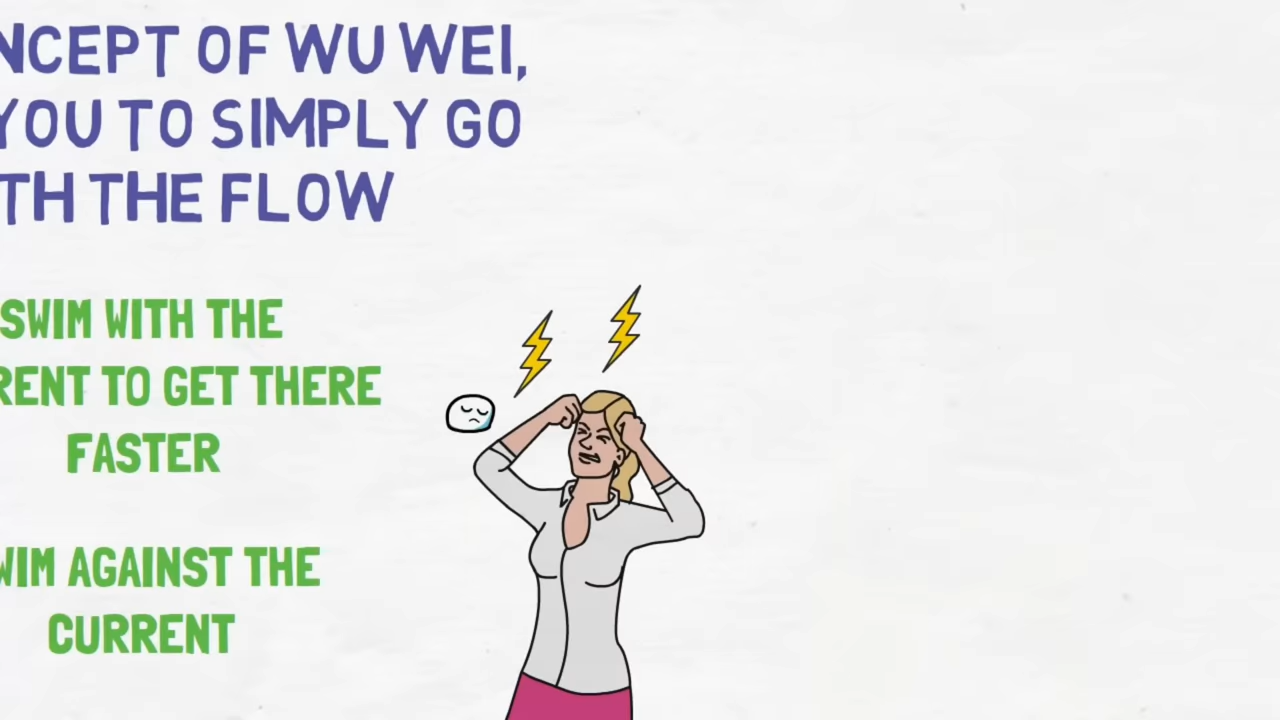 NCEPT OF WU WEI,
YOU TO SIMPLY GO
TH THE FLOW
SWIM WITH THE
RENT TO GET THERE
FASTER
WIM AGAINST THE
CURRENT